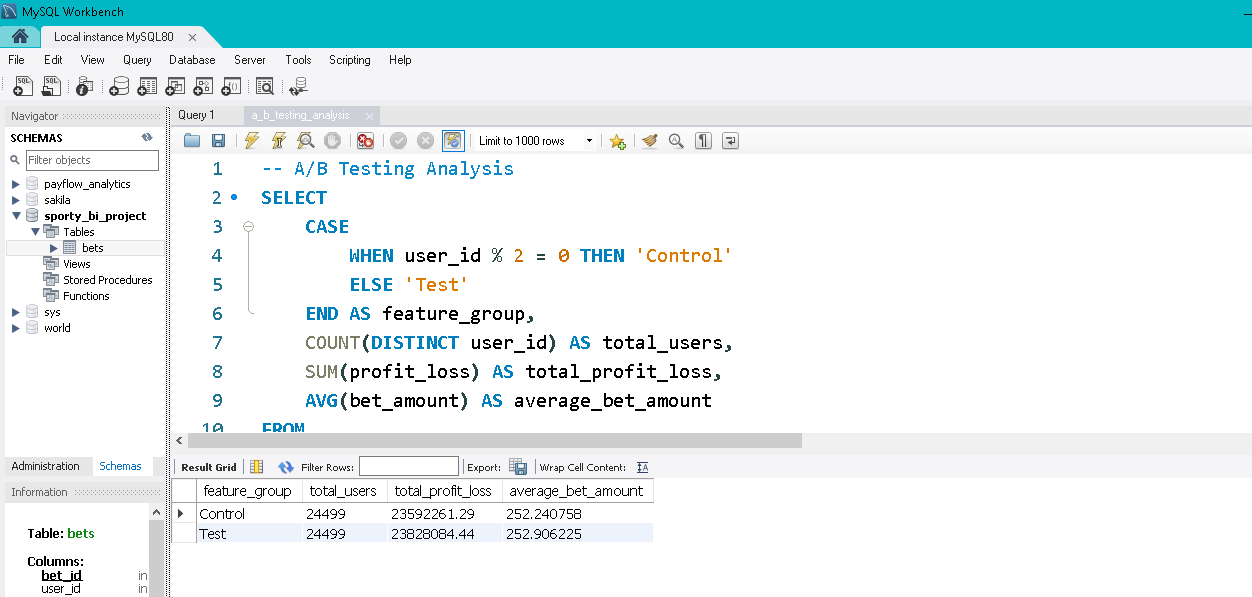 MySQL Workbench
Local instance MySQL80
File Edit View Query Database Server Tools Scripting Help
Navigator
SCHEMAS
Filter objects
payflow_analytics
sakila
sporty_bi_project
Tables
bets
Views
Stored Procedures
Functions
sys
world
Administration Schemas
Information
Table: bets
Columns:
bet_id in
user_id in
Query 1 a_b_testing_analysis
Limit to 1000 rows
1 -- A/B Testing Analysis
2 SELECT
3 CASE
4 WHEN user_id % 2 = 0 THEN 'Control'
5 ELSE 'Test'
6 END AS feature_group,
7 COUNT(DISTINCT user_id) AS total_users,
8 SUM(profit_loss) AS total_profit_loss,
9 AVG(bet_amount) AS average_bet_amount
10 FROM
Result Grid Filter Rows: Export: Wrap Cell Content:
feature_group total_users total_profit_loss average_bet_amount
Control 24499 23592261.29 252.240758
Test 24499 23828084.44 252.906225